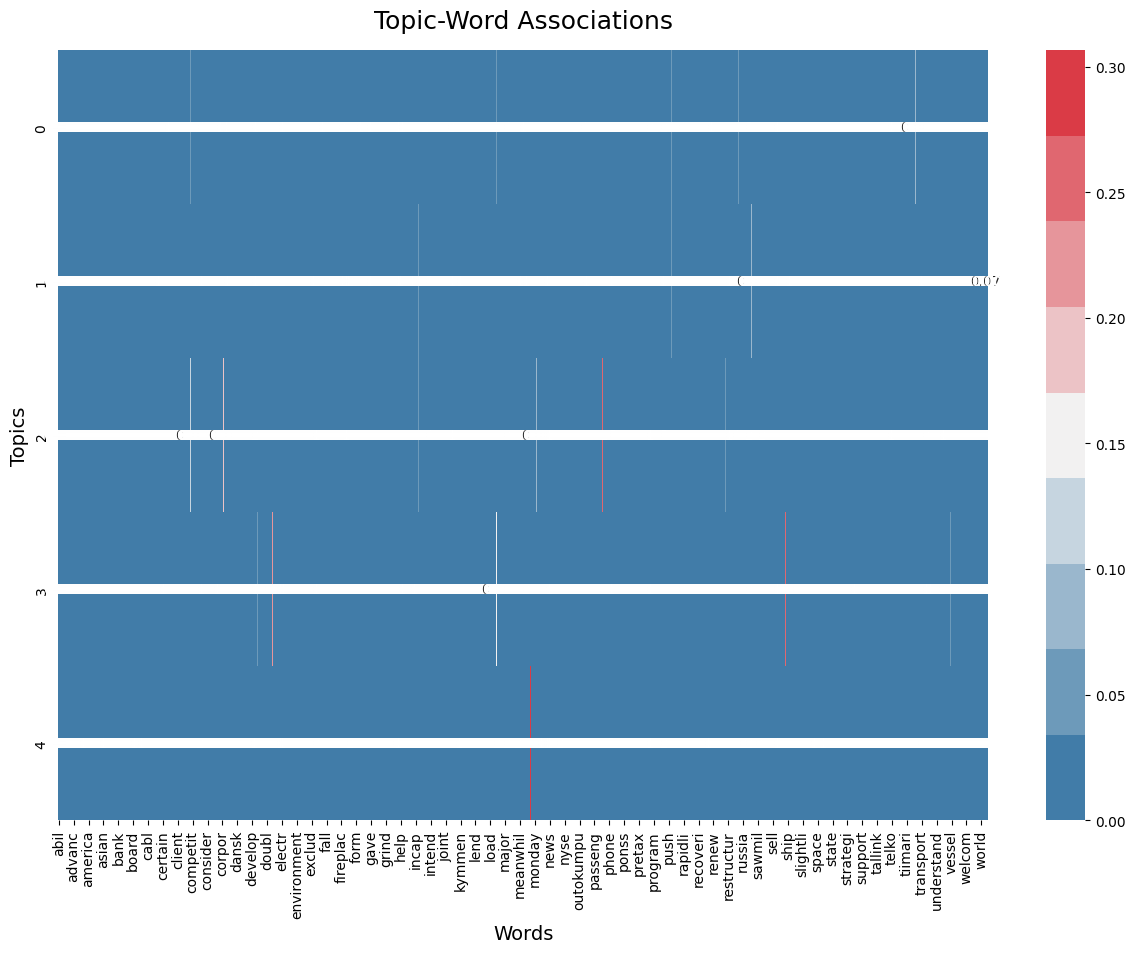 Topic-Word Associations
0.30
0.25
0.20
0.15
0.10
0.05
0.00
0
1
2
3
4
Topics
0.07
abil
advanc
america
asian
bank
board
cabl
certain
client
competit
consider
corpor
dansk
develop
doubl
electr
environment
exclud
fall
fireplac
form
gave
grind
help
incap
intend
joint
kymmen
lend
load
major
meanwhil
monday
news
nyse
outokumpu
passeng
phone
ponss
pretax
program
push
rapidli
recoveri
renew
restructur
russia
sawmil
sell
ship
slightli
space
state
strategi
support
tallink
telko
tiimari
transport
understand
vessel
welcom
world
Words